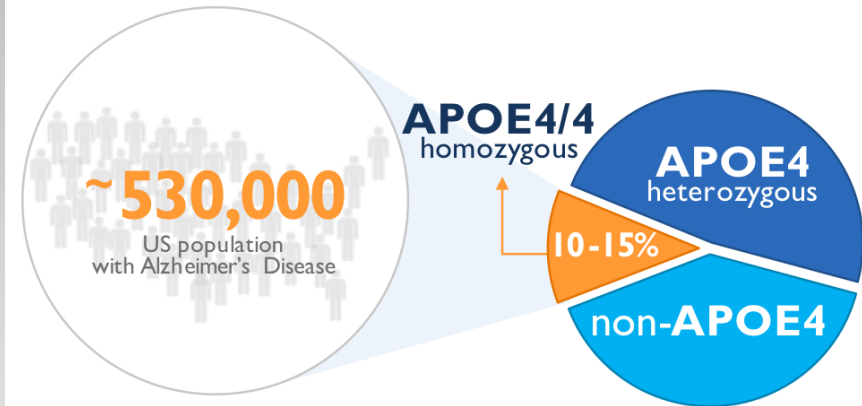 ~530,000
US population
with Alzheimer's Disease
APOE4/4
homozygous
10-15%
APOE4
heterozygous
non-APOE4